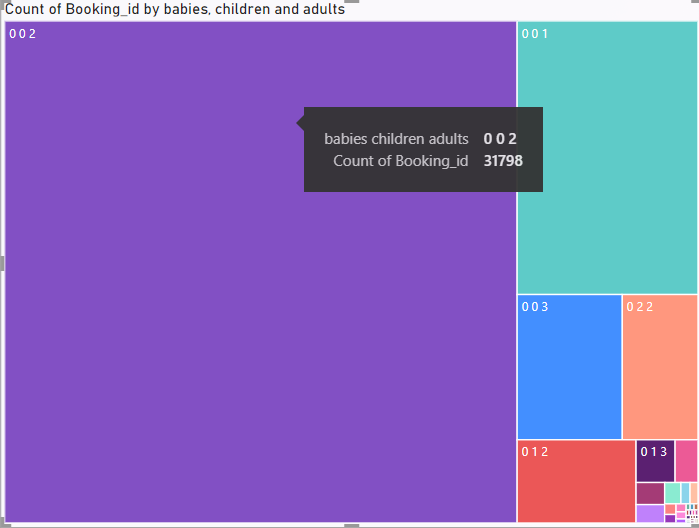 Count of Booking_id by babies, children and adults
0 0 2
0 0 1
babies children adults 0 0 2
Count of Booking_id 31798
0 0 3
0 2 2
0 1 2
0 1 3